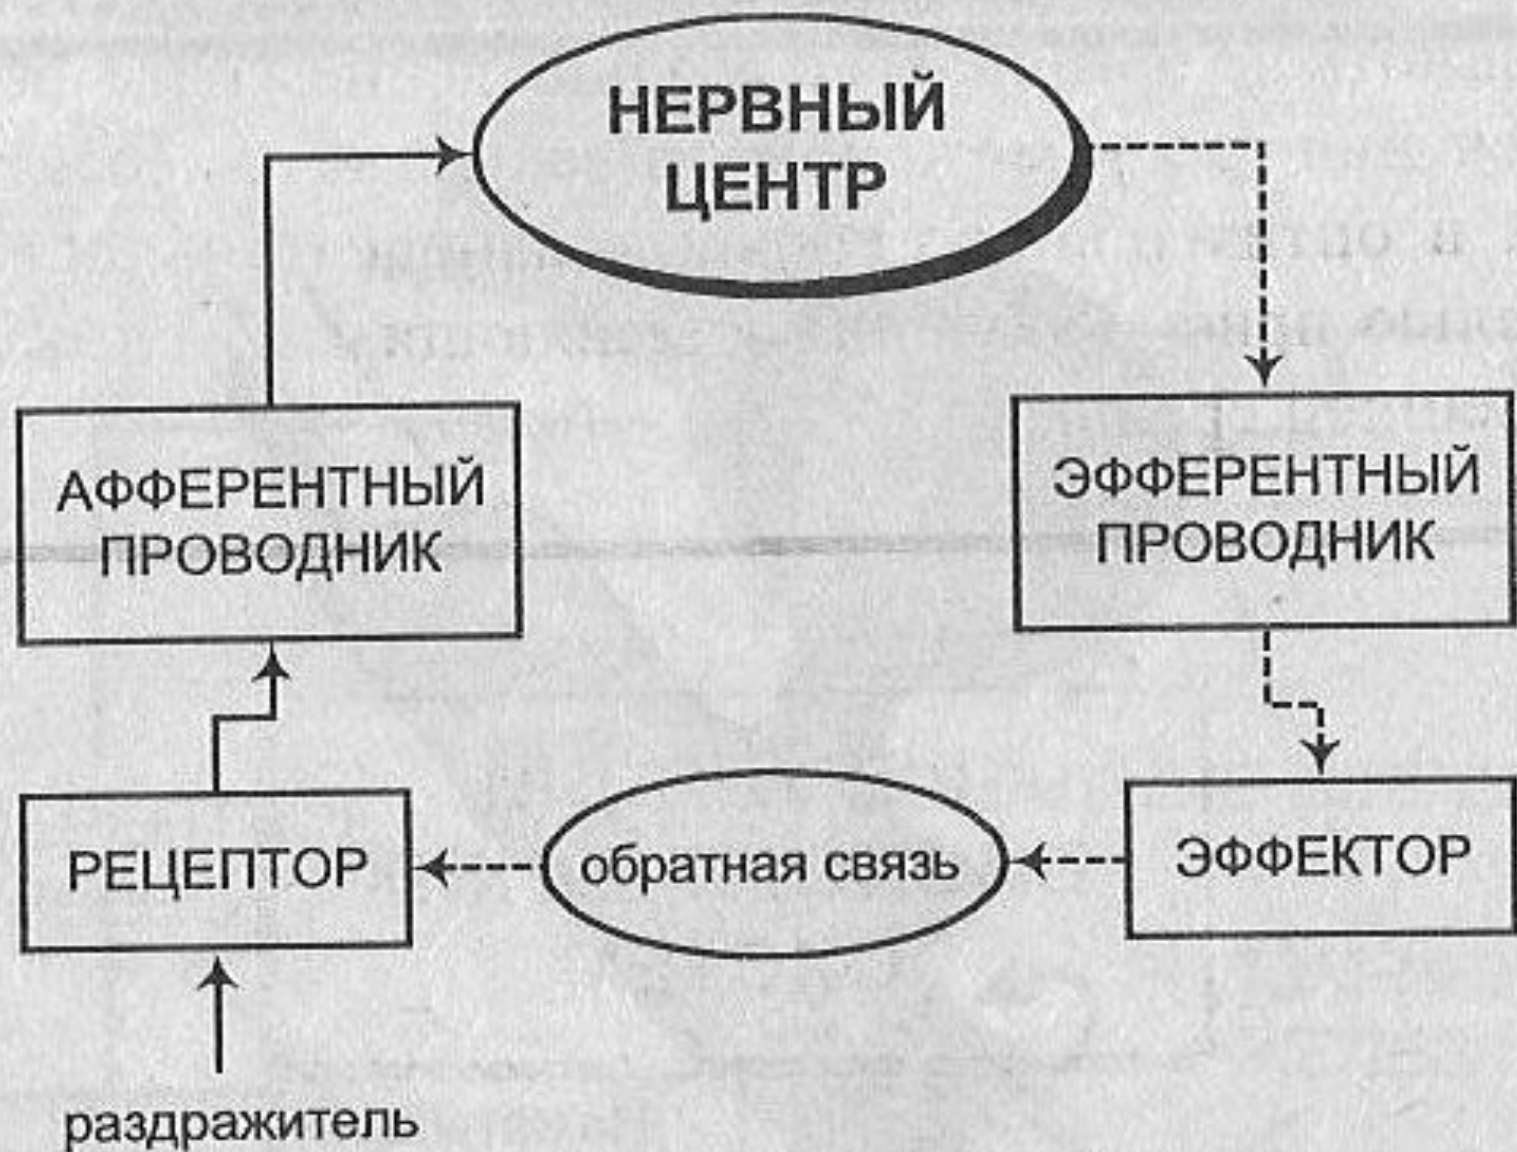 НЕРВНЫЙ
ЦЕНТР
АФФЕРЕНТНЫЙ
ПРОВОДНИК
ЭФФЕРЕНТНЫЙ
ПРОВОДНИК
РЕЦЕПТОР
обратная связь
ЭФФЕКТОР
раздражитель